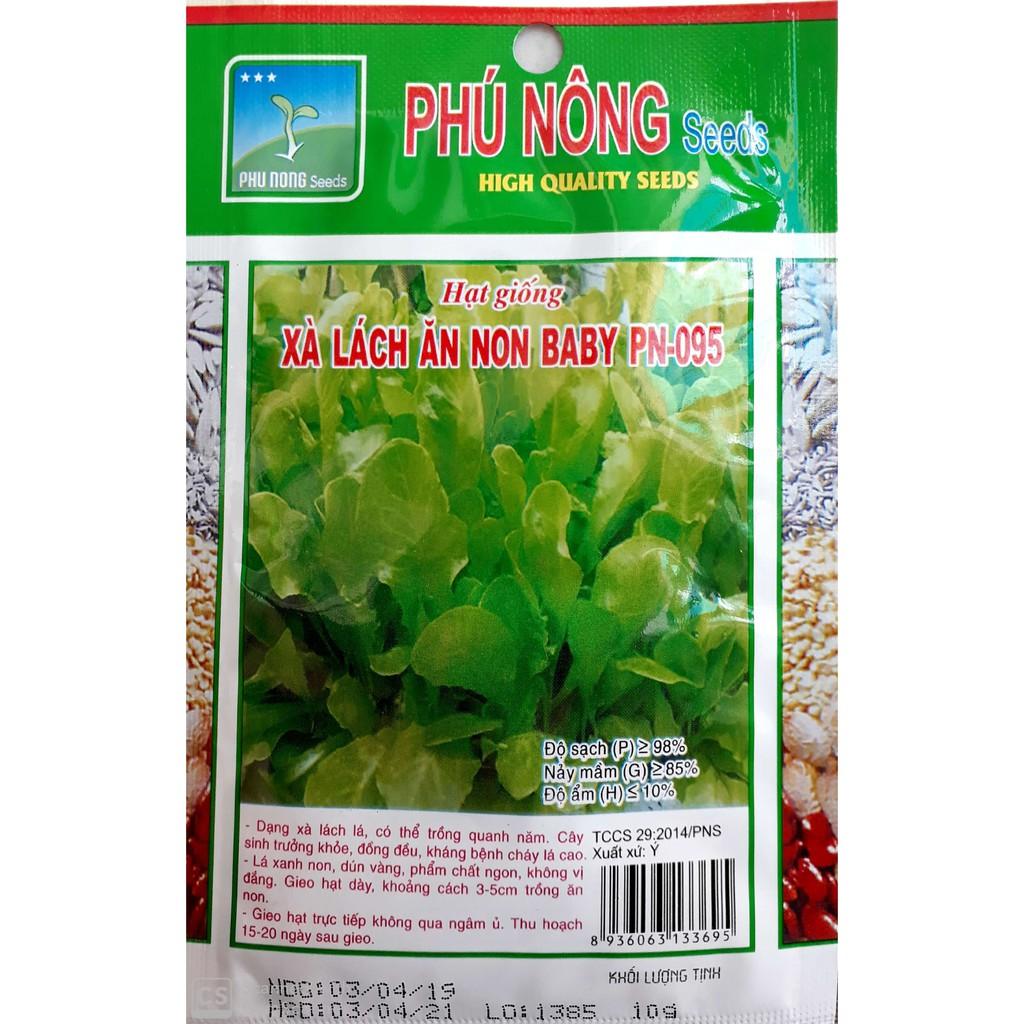 PHÚ NÔNG Seeds
HIGH QUALITY SEEDS
PHU NONG Seeds
Hạt giống
XÀ LÁCH ĂN NON BABY PN-095
Độ sạch (P) ≥ 98%
Nảy mầm (G) ≥ 85%
Độ ẩm (H) ≤ 10%
- Dạng xà lách lá, có thể trồng quanh năm. Cây
sinh trưởng khỏe, đồng đều, kháng bệnh cháy lá cao.
- Lá xanh non, dún vàng, phẩm chất ngon, không vị
đắng. Gieo hạt dày, khoảng cách 3-5cm trồng ăn
non.
- Gieo hạt trực tiếp không qua ngâm ủ. Thu hoạch
15-20 ngày sau gieo.
TCCS 29:2014/PNS
Xuất xứ: Ý
8 936063 133695
KHỐI LƯỢNG TỊNH
NDG:03/04/19
HSD:03/04/21 LO:1385 10g
CS